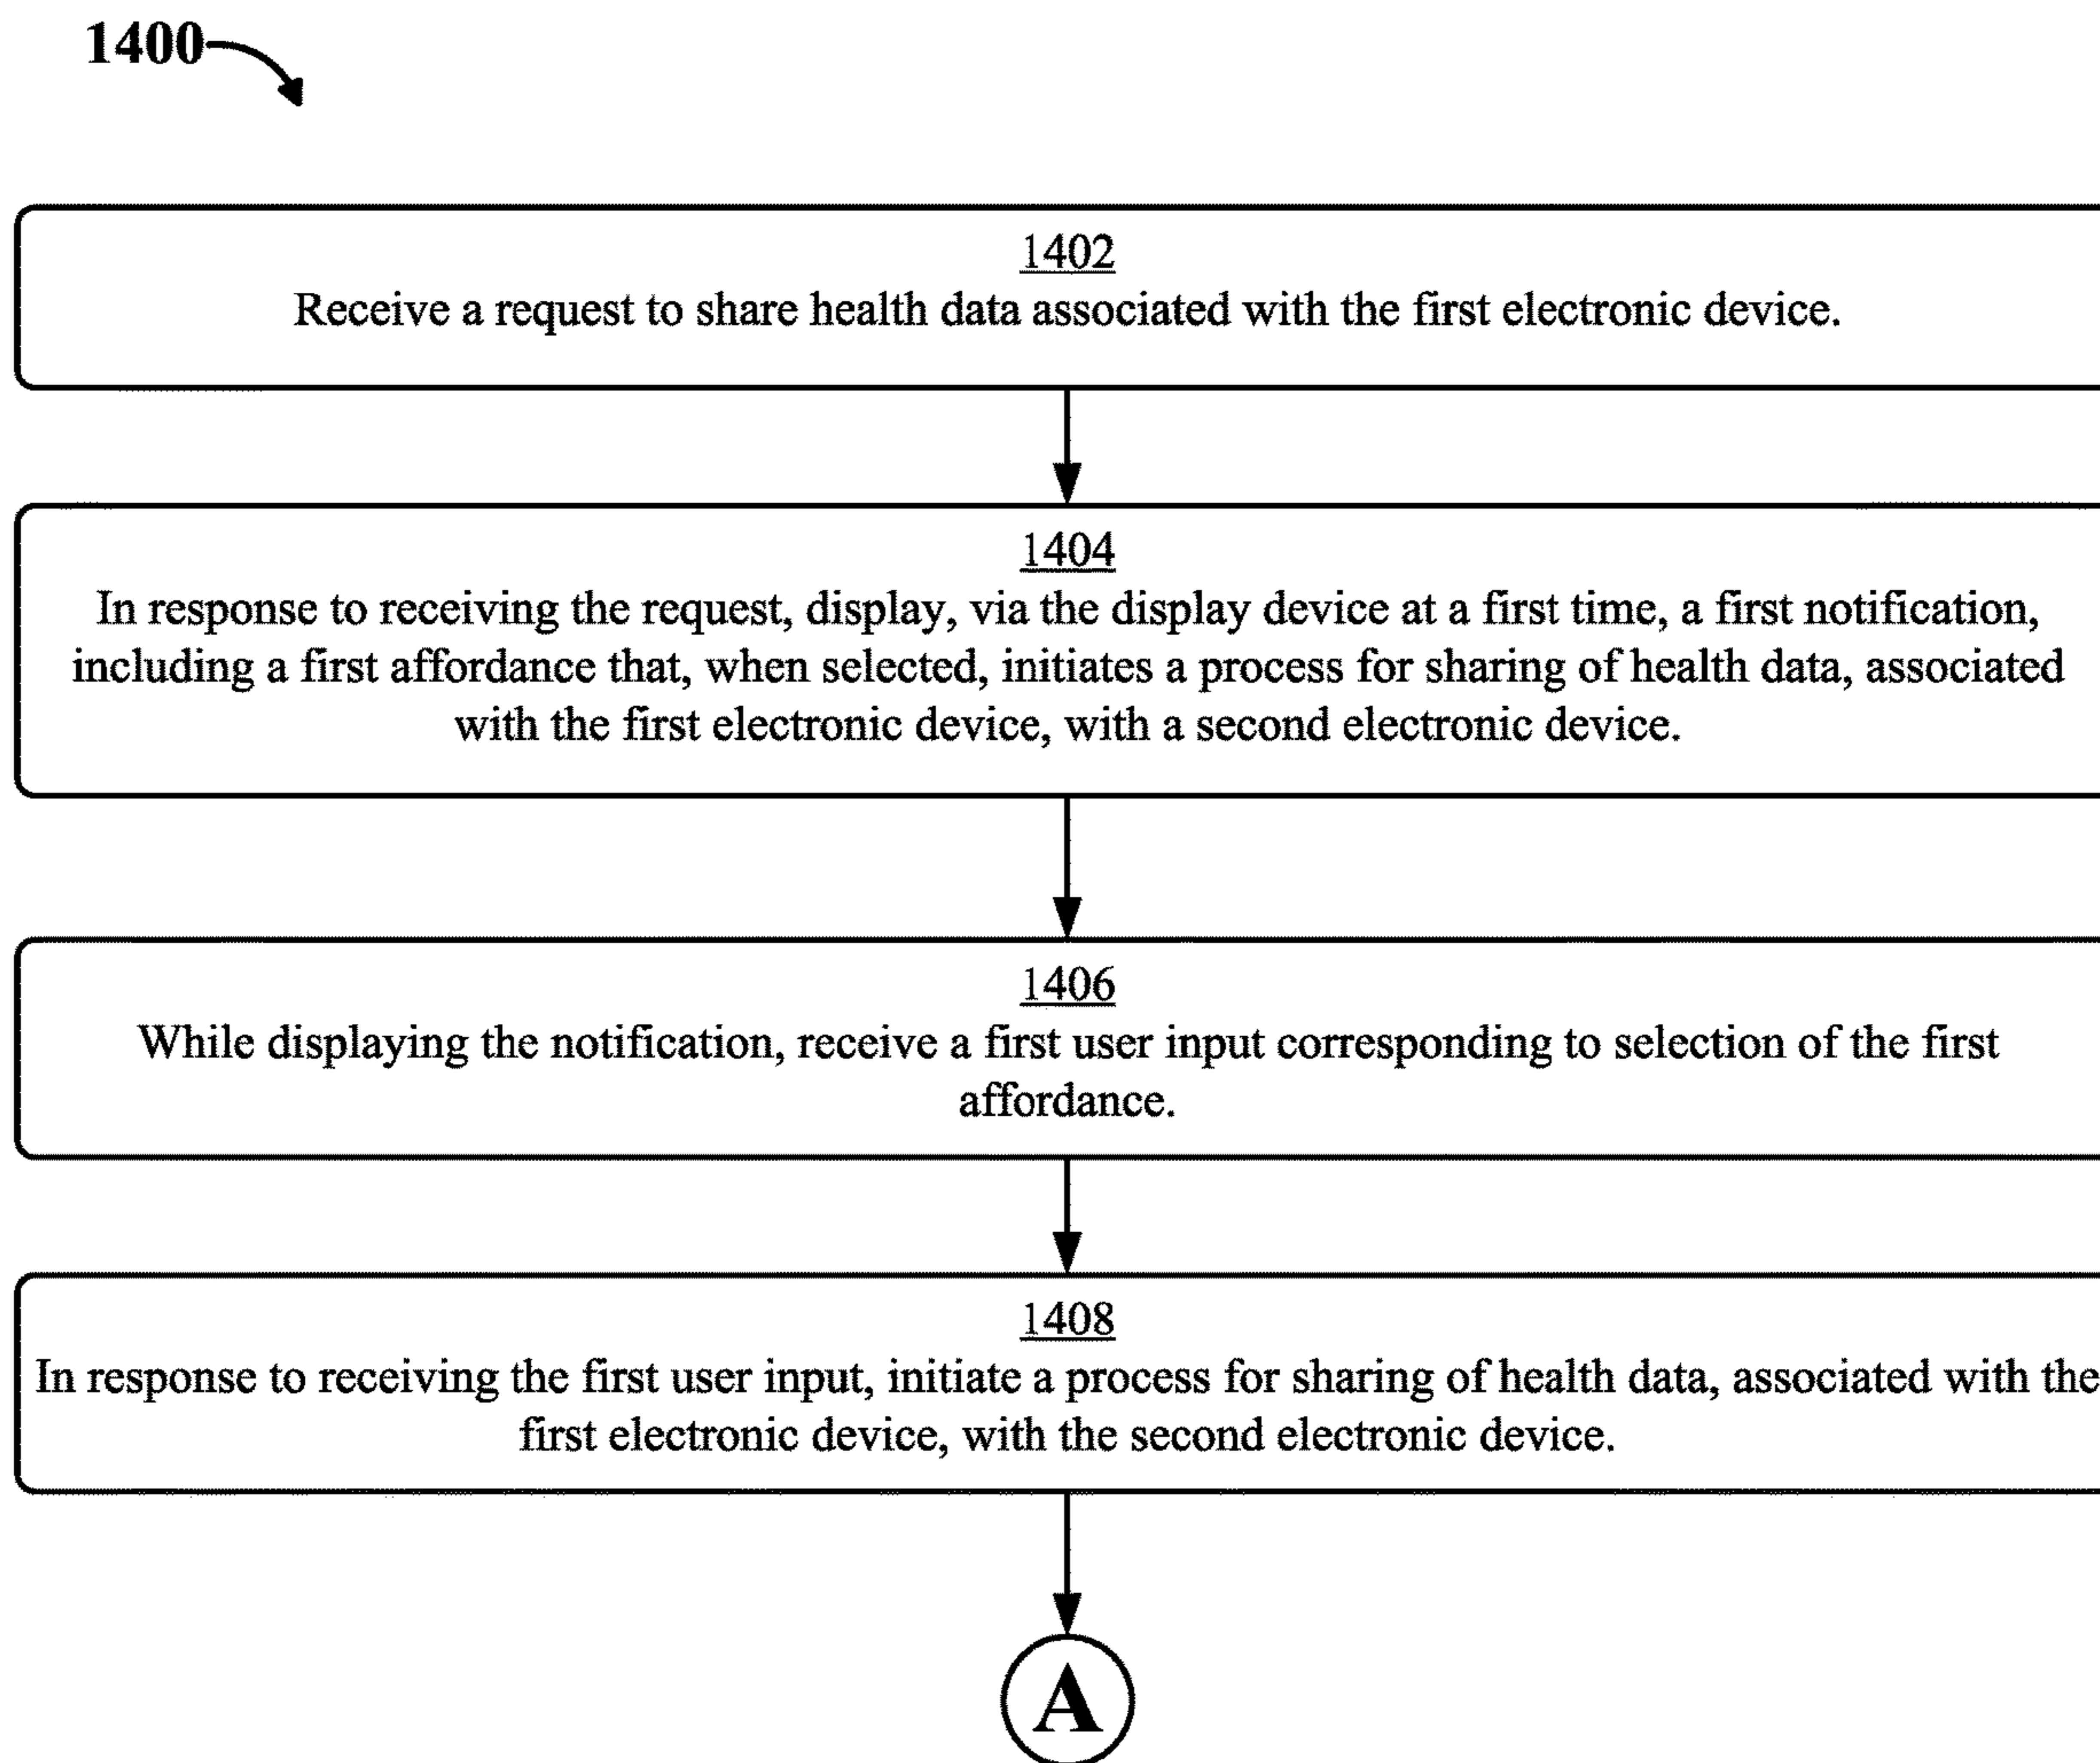 1400
1402
Receive a request to share health data associated with the first electronic device.
1404
In response to receiving the request, display, via the display device at a first time, a first notification,
including a first affordance that, when selected, initiates a process for sharing of health data, associated
with the first electronic device, with a second electronic device.
1406
While displaying the notification, receive a first user input corresponding to selection of the first
affordance.
1408
In response to receiving the first user input, initiate a process for sharing of health data, associated with the
first electronic device, with the second electronic device.
A